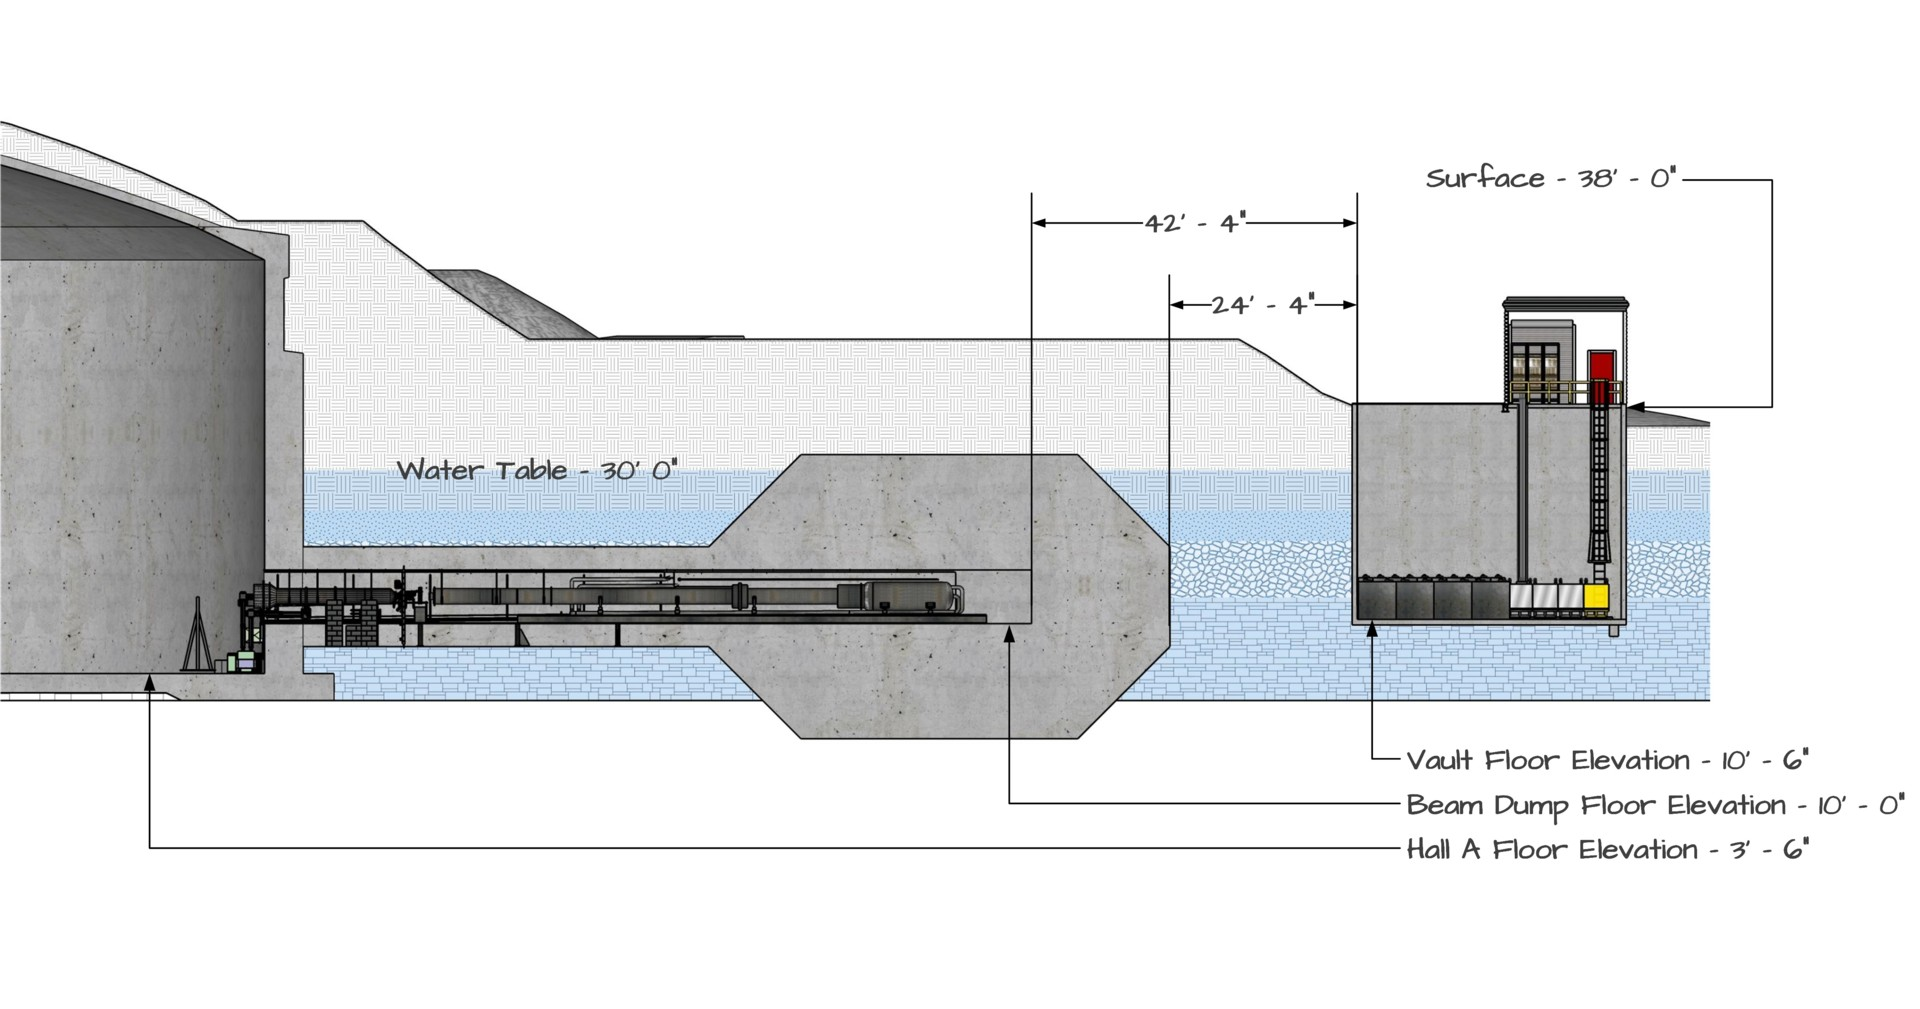 Surface - 38' - 0"
42' - 4"
24' - 4"
Water Table - 30' 0"
Vault Floor Elevation - 10' - 6"
Beam Dump Floor Elevation - 10' - 0"
Hall A Floor Elevation - 3' - 6"